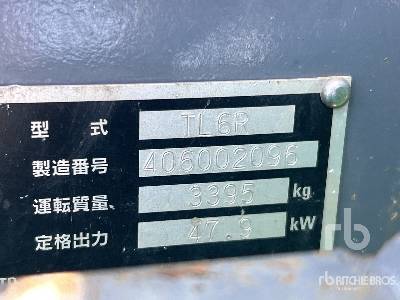 型式 TL6R
製造番号 406002096
運転質量 3395 kg
定格出力 47.9 kW
rb
RITCHIE BROS.